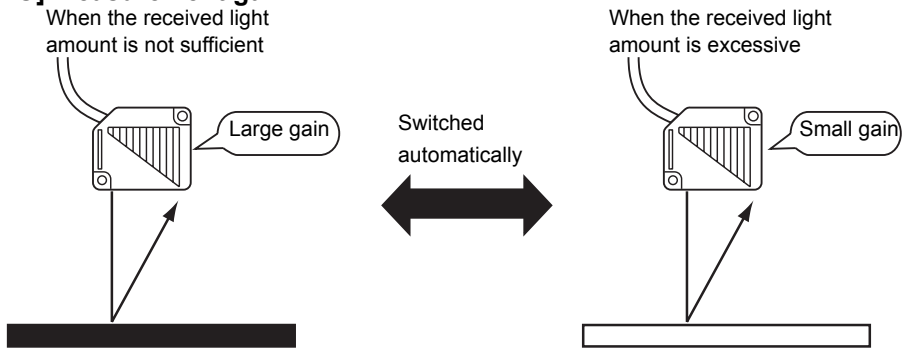 When the received light
amount is not sufficient
Large gain
Switched
automatically
When the received light
amount is excessive
Small gain